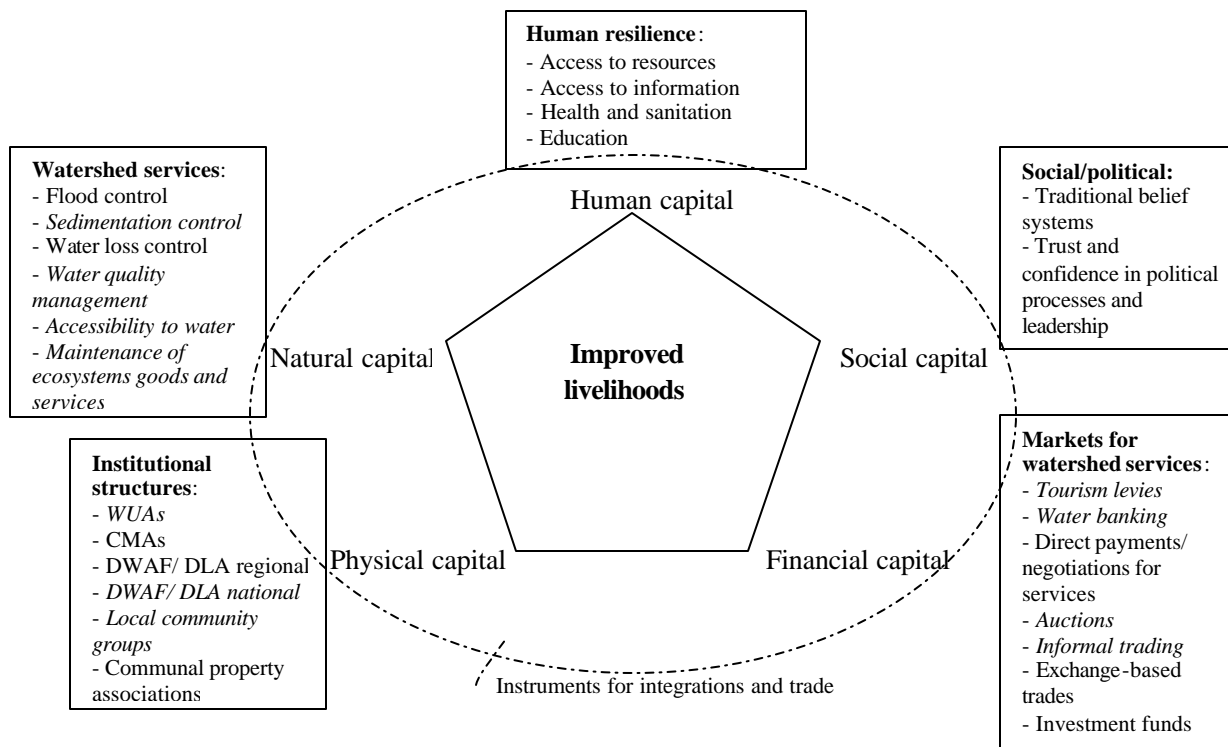 Human resilience:
- Access to resources
- Access to information
- Health and sanitation
- Education
Watershed services:
- Flood control
- Sedimentation control
- Water loss control
- Water quality
management
- Accessibility to water
- Maintenance of
ecosystems goods and
services
Social/political:
- Traditional belief
systems
- Trust and
confidence in political
processes and
leadership
Human capital
Natural capital
Improved
livelihoods
Social capital
Institutional
structures:
- WUAs
- CMAs
- DWAF/ DLA regional
- DWAF/ DLA national
- Local community
groups
- Communal property
associations
Physical capital
Financial capital
Markets for
watershed services:
- Tourism levies
- Water banking
- Direct payments/
negotiations for
services
- Auctions
- Informal trading
- Exchange-based
trades
- Investment funds
Instruments for integrations and trade